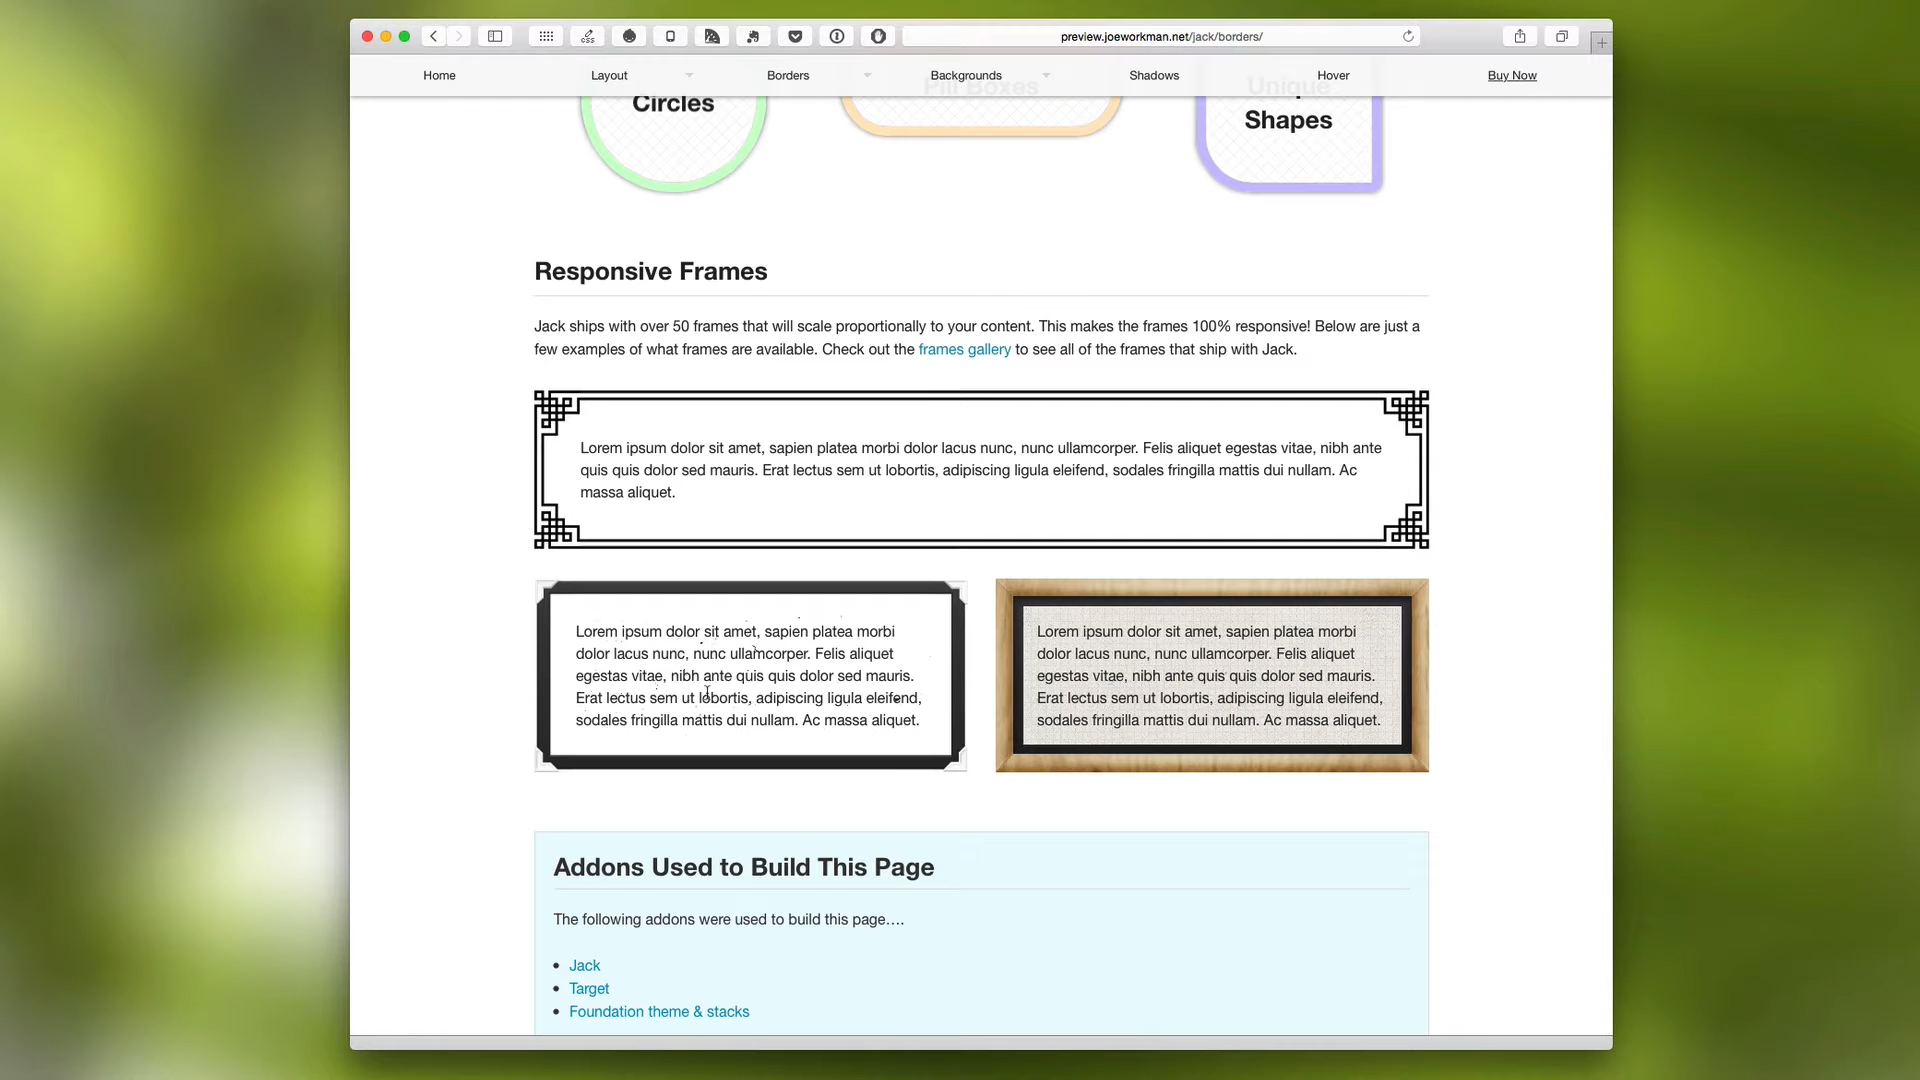 preview.joeworkman.net/jack/borders/
Home Layout Borders Backgrounds Shadows Hover Buy Now
Circles Pill Boxes Unique
Shapes
Responsive Frames
Jack ships with over 50 frames that will scale proportionally to your content. This makes the frames 100% responsive! Below are just a
few examples of what frames are available. Check out the frames gallery to see all of the frames that ship with Jack.
Lorem ipsum dolor sit amet, sapien platea morbi dolor lacus nunc, nunc ullamcorper. Felis aliquet egestas vitae, nibh ante
quis quis dolor sed mauris. Erat lectus sem ut lobortis, adipiscing ligula eleifend, sodales fringilla mattis dui nullam. Ac
massa aliquet.
Lorem ipsum dolor sit amet, sapien platea morbi
dolor lacus nunc, nunc ullamcorper. Felis aliquet
egestas vitae, nibh ante quis quis dolor sed mauris.
Erat lectus sem ut lobortis, adipiscing ligula eleifend,
sodales fringilla mattis dui nullam. Ac massa aliquet.
Lorem ipsum dolor sit amet, sapien platea morbi
dolor lacus nunc, nunc ullamcorper. Felis aliquet
egestas vitae, nibh ante quis quis dolor sed mauris.
Erat lectus sem ut lobortis, adipiscing ligula eleifend,
sodales fringilla mattis dui nullam. Ac massa aliquet.
Addons Used to Build This Page
The following addons were used to build this page....
• Jack
• Target
• Foundation theme & stacks